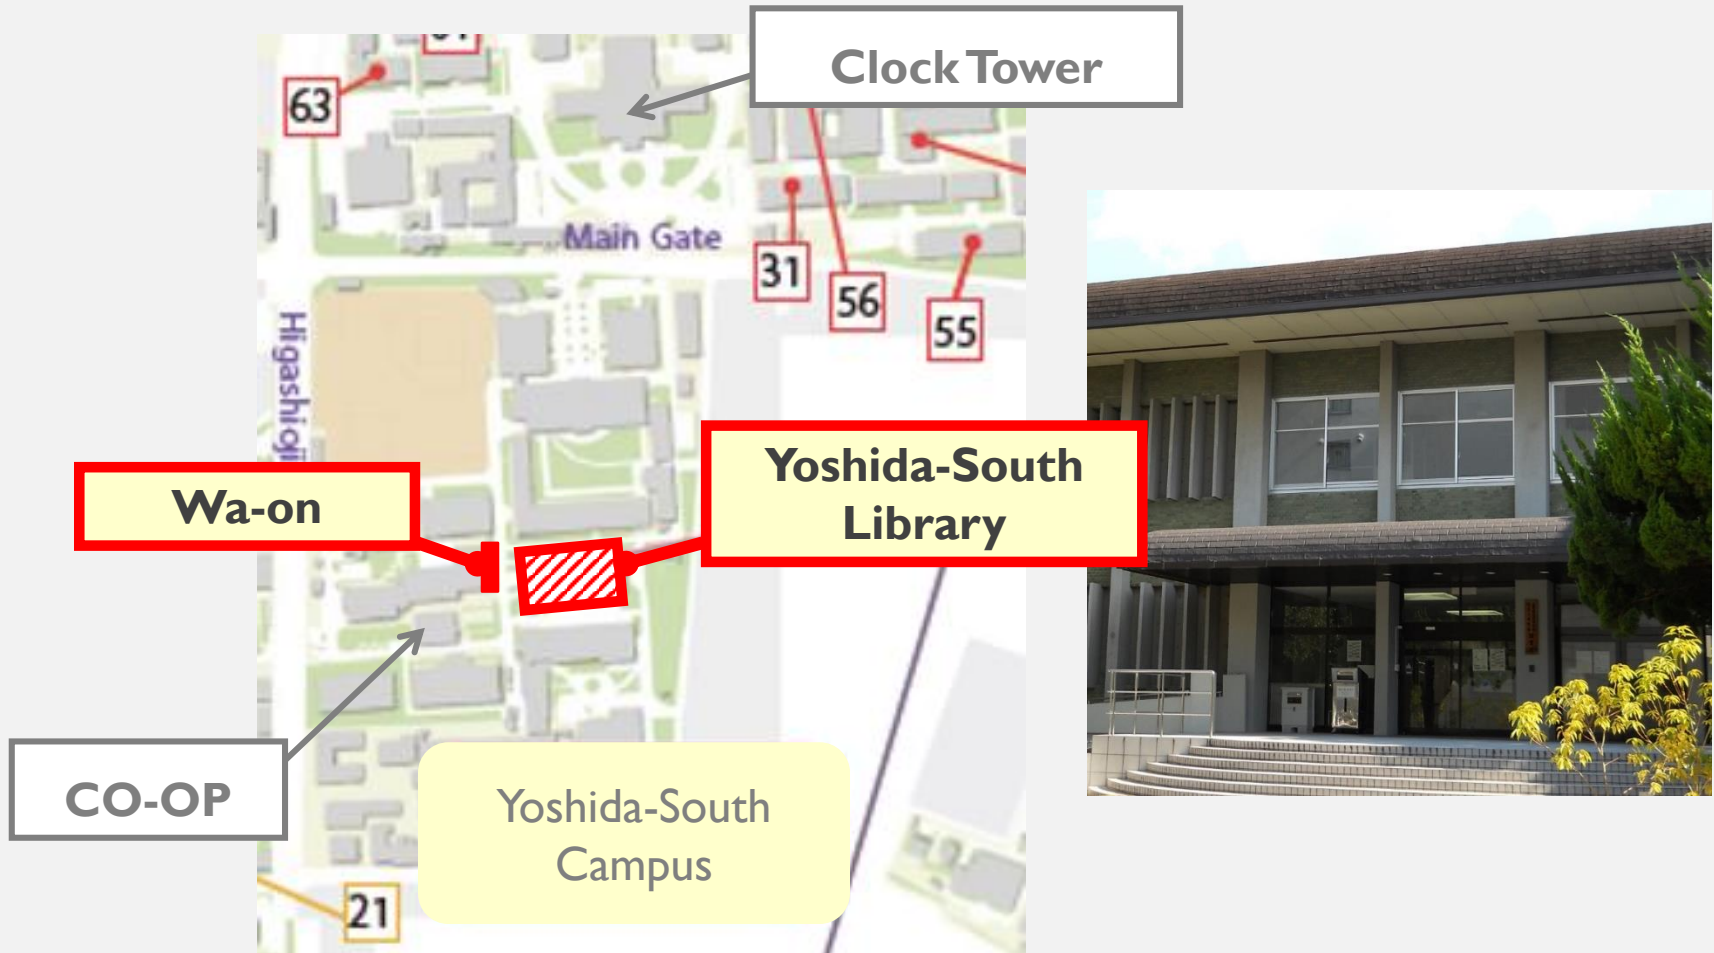 Clock Tower
63
Main Gate
31
56
55
Higashioji
Wa-on
Yoshida-South
Library
CO-OP
Yoshida-South
Campus
21